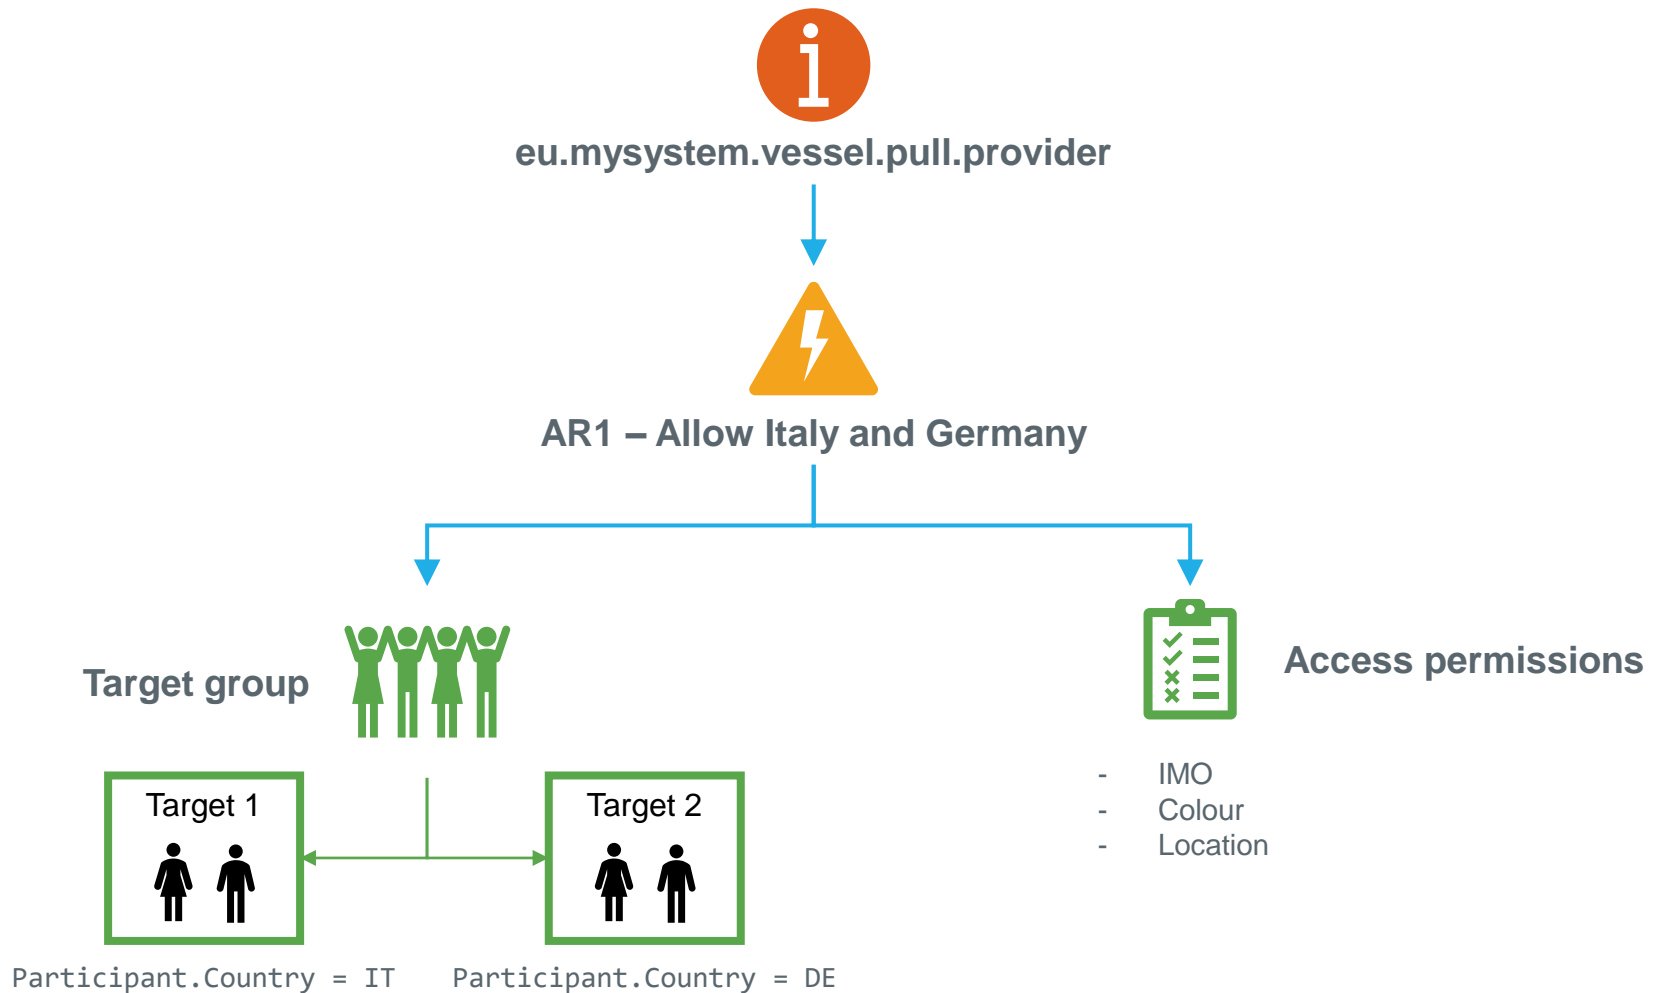 eu.mysystem.vessel.pull.provider
AR1 – Allow Italy and Germany
Target group
Access permissions
Target 1
Target 2
- IMO
- Colour
- Location
Participant.Country = IT
Participant.Country = DE